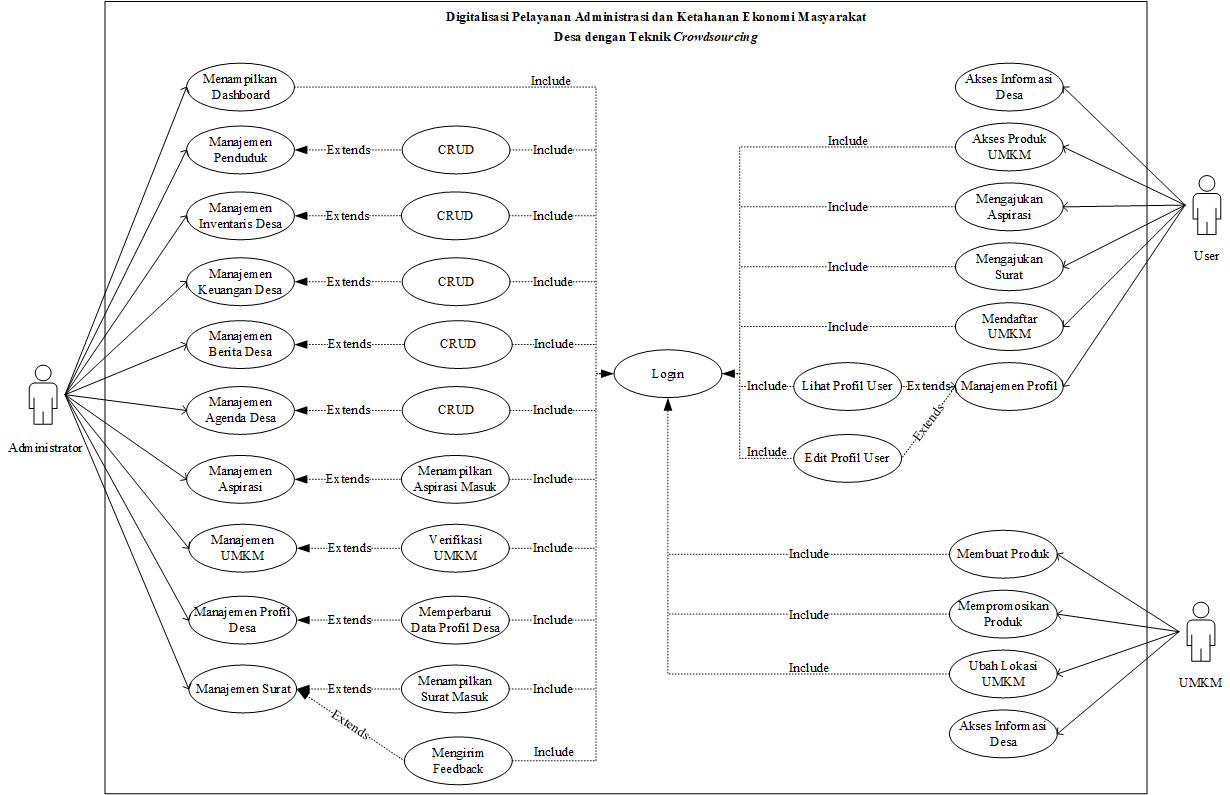 Digitalisasi Pelayanan Administrasi dan Ketahanan Ekonomi Masyarakat
Desa dengan Teknik Crowdsourcing
Administrator
Menampilkan
Dashboard
Include
Manajemen
Penduduk
Extends
CRUD
Include
Manajemen
Inventaris Desa
Extends
CRUD
Include
Manajemen
Keuangan Desa
Extends
CRUD
Include
Manajemen
Berita Desa
Extends
CRUD
Include
Manajemen
Agenda Desa
Extends
CRUD
Include
Manajemen
Aspirasi
Extends
Menampilkan
Aspirasi Masuk
Include
Manajemen
UMKM
Extends
Verifikasi
UMKM
Include
Manajemen Profil
Desa
Extends
Memperbarui
Data Profil Desa
Include
Manajemen Surat
Extends
Menampilkan
Surat Masuk
Include
Extends
Mengirim
Feedback
Include
Login
Akses Informasi
Desa
Include
Akses Produk
UMKM
Include
Mengajukan
Aspirasi
Include
Mengajukan
Surat
Include
Mendaftar
UMKM
Include
Lihat Profil User
Extends
Manajemen Profil
Include
Edit Profil User
Extends
User
Include
Membuat Produk
Include
Mempromosikan
Produk
Include
Ubah Lokasi
UMKM
Akses Informasi
Desa
UMKM